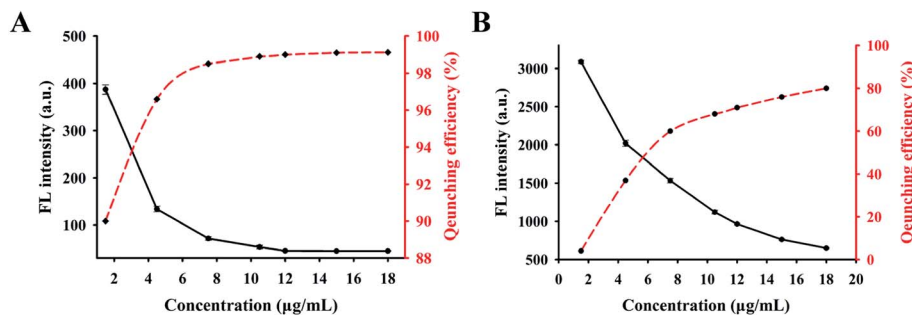 A
500
400
300
200
100
FL intensity (a.u.)
100
98
96
94
92
90
88
Qeunching efficiency (%)
2 4 6 8 10 12 14 16 18
Concentration (µg/mL)
B
3000
2500
2000
1500
1000
500
FL intensity (a.u.)
100
80
60
40
20
0
Qeunching efficiency (%)
0 2 4 6 8 10 12 14 16 18 20
Concentration (µg/mL)